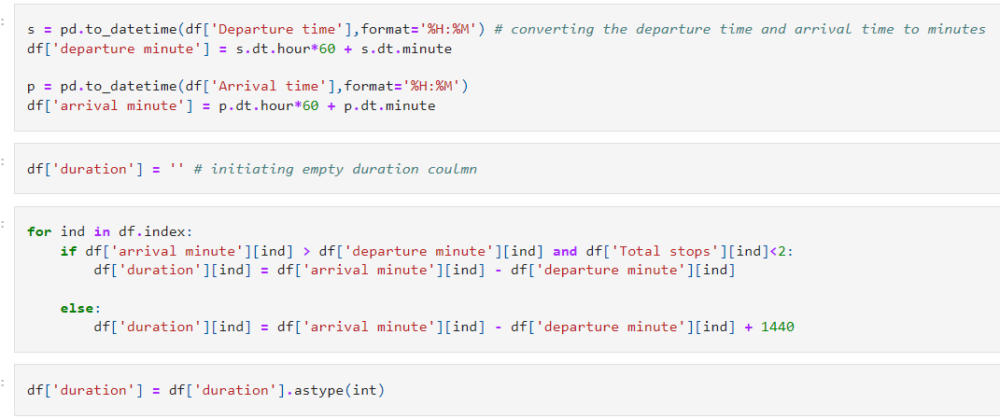 s = pd.to_datetime(df['Departure time'],format='%H:%M') # converting the departure time and arrival time to minutes
df['departure minute'] = s.dt.hour*60 + s.dt.minute
p = pd.to_datetime(df['Arrival time'],format='%H:%M')
df['arrival minute'] = p.dt.hour*60 + p.dt.minute
df['duration'] = '' # initiating empty duration coulmn
for ind in df.index:
    if df['arrival minute'][ind] > df['departure minute'][ind] and df['Total stops'][ind]<2:
        df['duration'][ind] = df['arrival minute'][ind] - df['departure minute'][ind]
    else:
        df['duration'][ind] = df['arrival minute'][ind] - df['departure minute'][ind] + 1440
df['duration'] = df['duration'].astype(int)